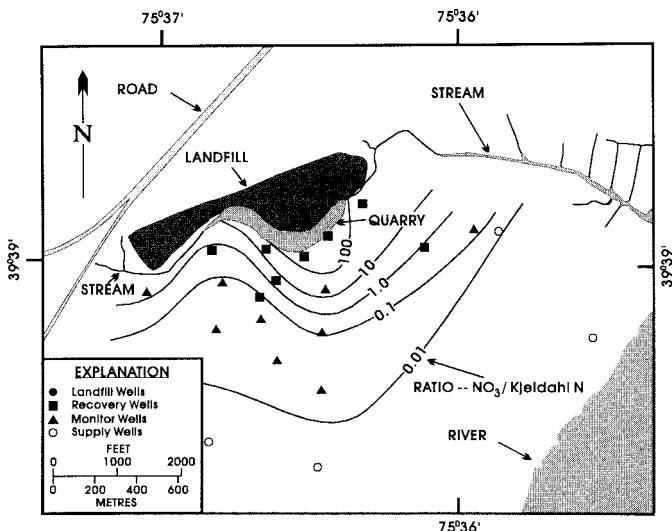 75°37'
75°36'
ROAD
STREAM
N
LANDFILL
QUARRY
39°39'
39°39'
100
10
1.0
0.1
0.01
STREAM
RATIO -- NO3/ Kjeldahl N
RIVER
EXPLANATION
Landfill Wells
Recovery Wells
Monitor Wells
Supply Wells
FEET
0 1000 2000
0 200 400 600
METRES
75°36'